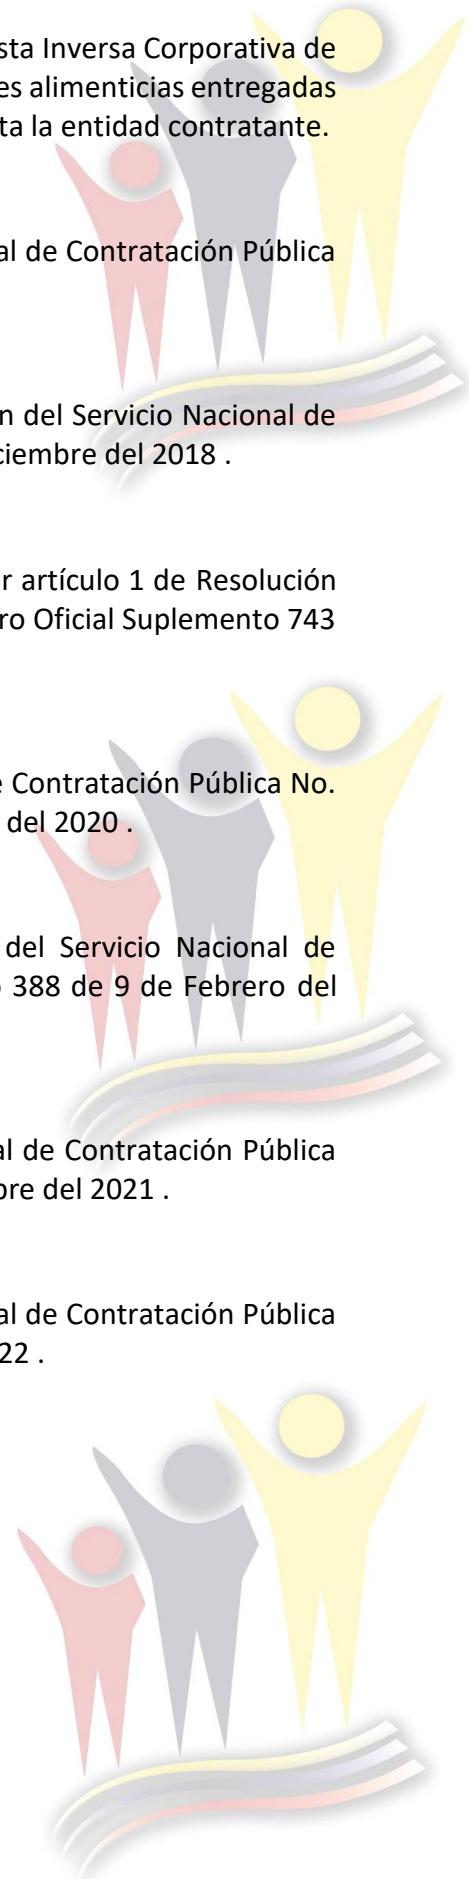 sta Inversa Corporativa de
es alimenticias entregadas
ta la entidad contratante.
al de Contratación Pública
n del Servicio Nacional de
ciembre del 2018 .
r artículo 1 de Resolución
ro Oficial Suplemento 743
e Contratación Pública No.
del 2020 .
del Servicio Nacional de
o 388 de 9 de Febrero del
al de Contratación Pública
bre del 2021 .
al de Contratación Pública
22 .